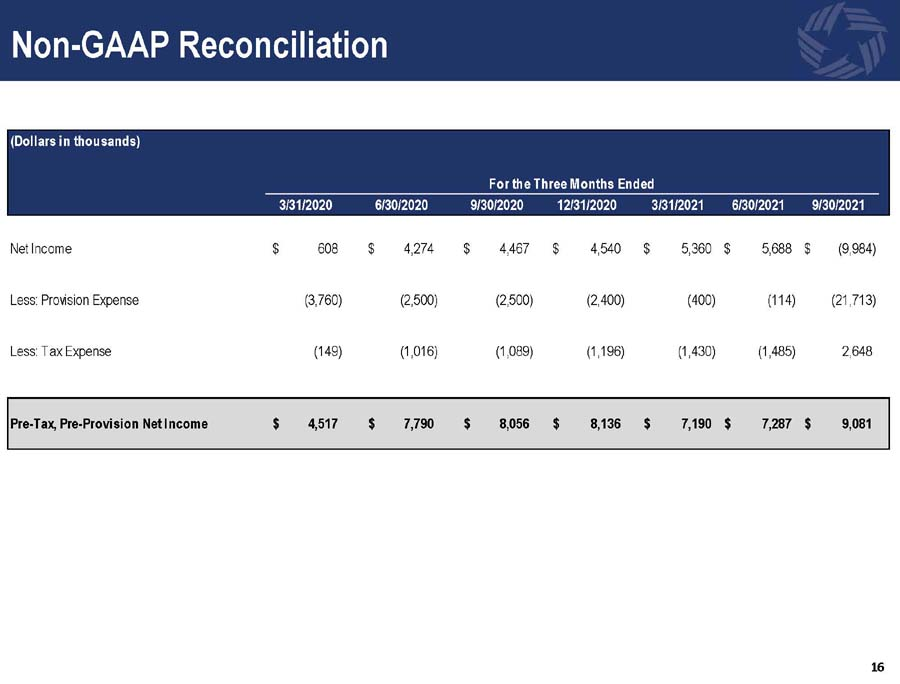 Non-GAAP Reconciliation
(Dollars in thousands)
For the Three Months Ended
3/31/2020 6/30/2020 9/30/2020 12/31/2020 3/31/2021 6/30/2021 9/30/2021
Net Income $ 608 $ 4,274 $ 4,467 $ 4,540 $ 5,360 $ 5,688 $ (9,984)
Less: Provision Expense (3,760) (2,500) (2,500) (2,400) (400) (114) (21,713)
Less: Tax Expense (149) (1,016) (1,089) (1,196) (1,430) (1,485) 2,648
Pre-Tax, Pre-Provision Net Income $ 4,517 $ 7,790 $ 8,056 $ 8,136 $ 7,190 $ 7,287 $ 9,081
16